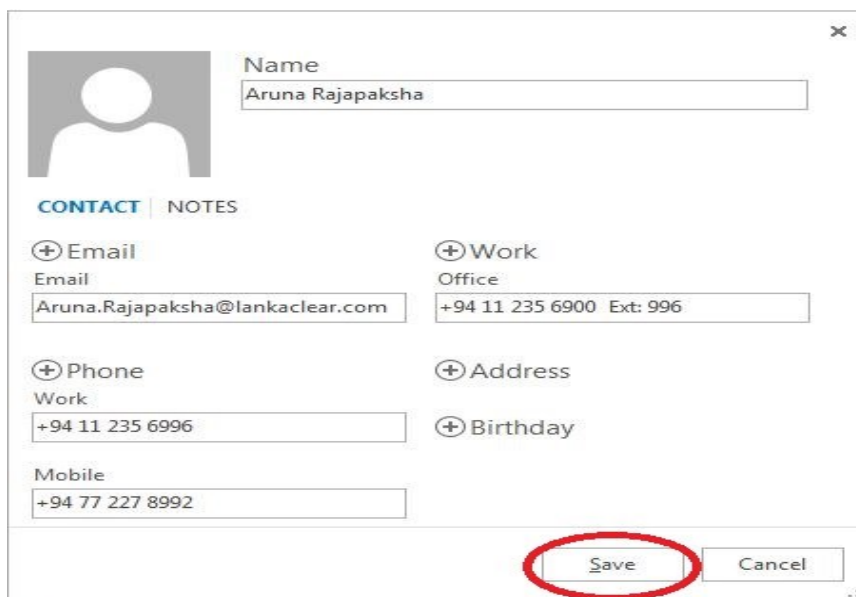 Name
Aruna Rajapaksha
CONTACT NOTES
Email
Email
Aruna.Rajapaksha@lankaclear.com
Work
Office
+94 11 235 6900 Ext: 996
Phone
Work
+94 11 235 6996
Mobile
+94 77 227 8992
Address
Birthday
Save Cancel